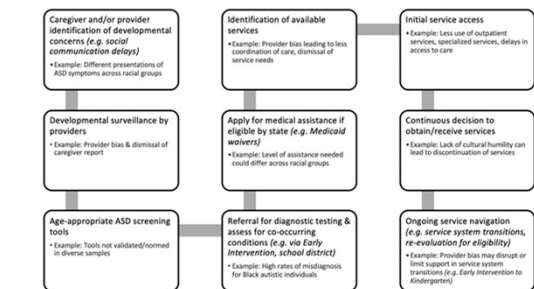 Caregiver and/or provider
identification of developmental
concerns (e.g. social
communication delays)
• Example: Different presentations of
ASD symptoms across racial groups
Developmental surveillance by
providers
• Example: Provider bias & dismissal of
caregiver report
Age-appropriate ASD screening
tools
• Example: Tools not validated/normed
in diverse samples
Referral for diagnostic testing &
assess for co-occurring
conditions (e.g. via Early
Intervention, school district)
• Example: High rates of misdiagnosis
for Black autistic individuals
Apply for medical assistance if
eligible by state (e.g. Medicaid
waivers)
• Example: Level of assistance needed
could differ across racial groups
Identification of available
services
• Example: Provider bias leading to less
coordination of care, dismissal of
service needs
Initial service access
• Example: Less use of outpatient
services, specialized services, delays in
access to care
Continuous decision to
obtain/receive services
• Example: Lack of cultural humility can
lead to discontinuation of services
Ongoing service navigation
(e.g. service system transitions,
re-evaluation for eligibility)
• Example: Provider bias may disrupt or
limit support in service system
transitions (e.g. Early Intervention to
Kindergarten)